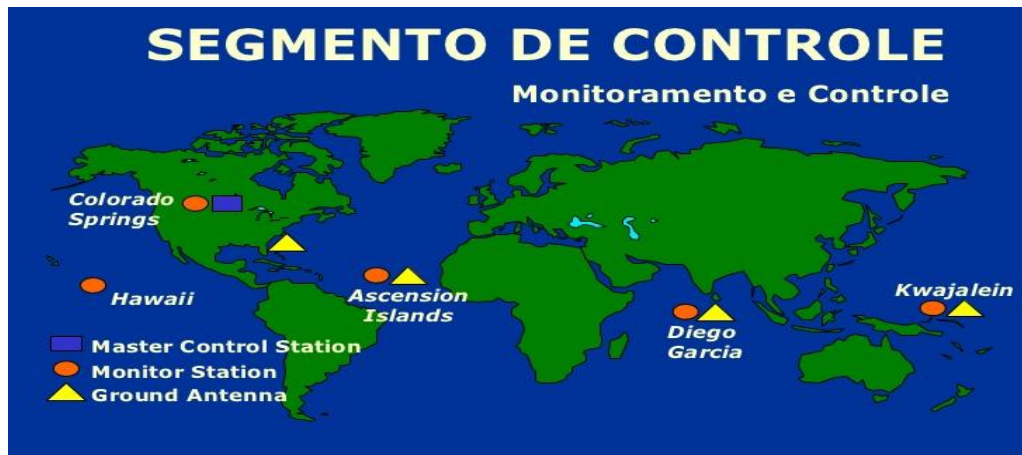 SEGMENTO DE CONTROLE
Monitoramento e Controle
Colorado
Springs
Hawaii
Ascension
Islands
Diego
Garcia
Kwajalein
Master Control Station
Monitor Station
Ground Antenna